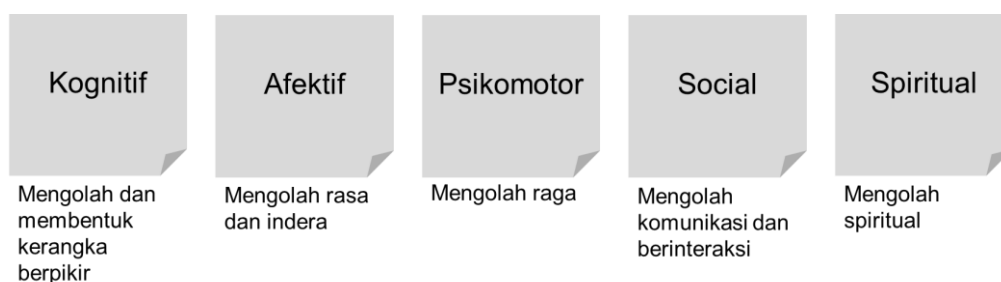 Kognitif
Afektif
Psikomotor
Social
Spiritual
Mengolah dan
membentuk
kerangka
berpikir
Mengolah rasa
dan indera
Mengolah raga
Mengolah
komunikasi dan
berinteraksi
Mengolah
spiritual